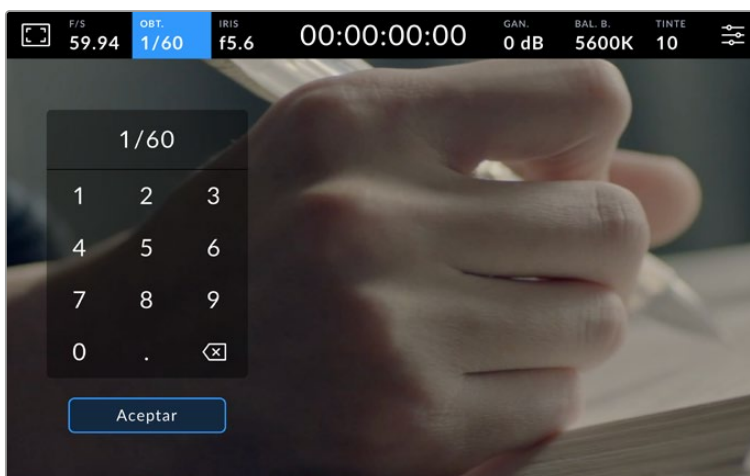 F/S OBT. IRIS GAN. BAL. B. TINTE
59.94 1/60 f5.6 00:00:00:00 0 dB 5600K 10
1/60
1 2 3
4 5 6
7 8 9
0 .
Aceptar